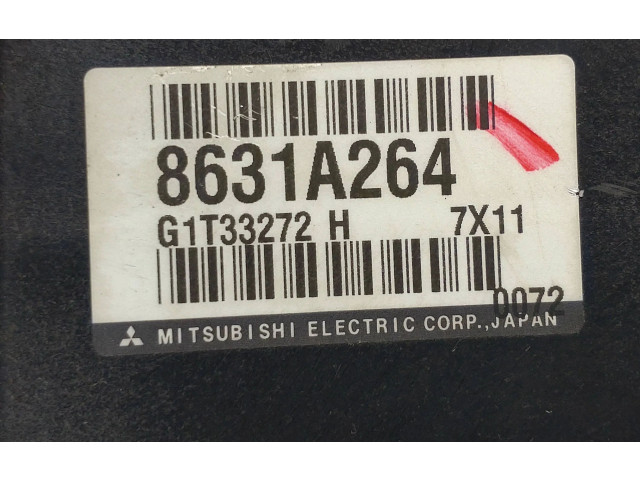 8631A264
G1T33272 H 7X11
0072
MITSUBISHI ELECTRIC CORP.,JAPAN